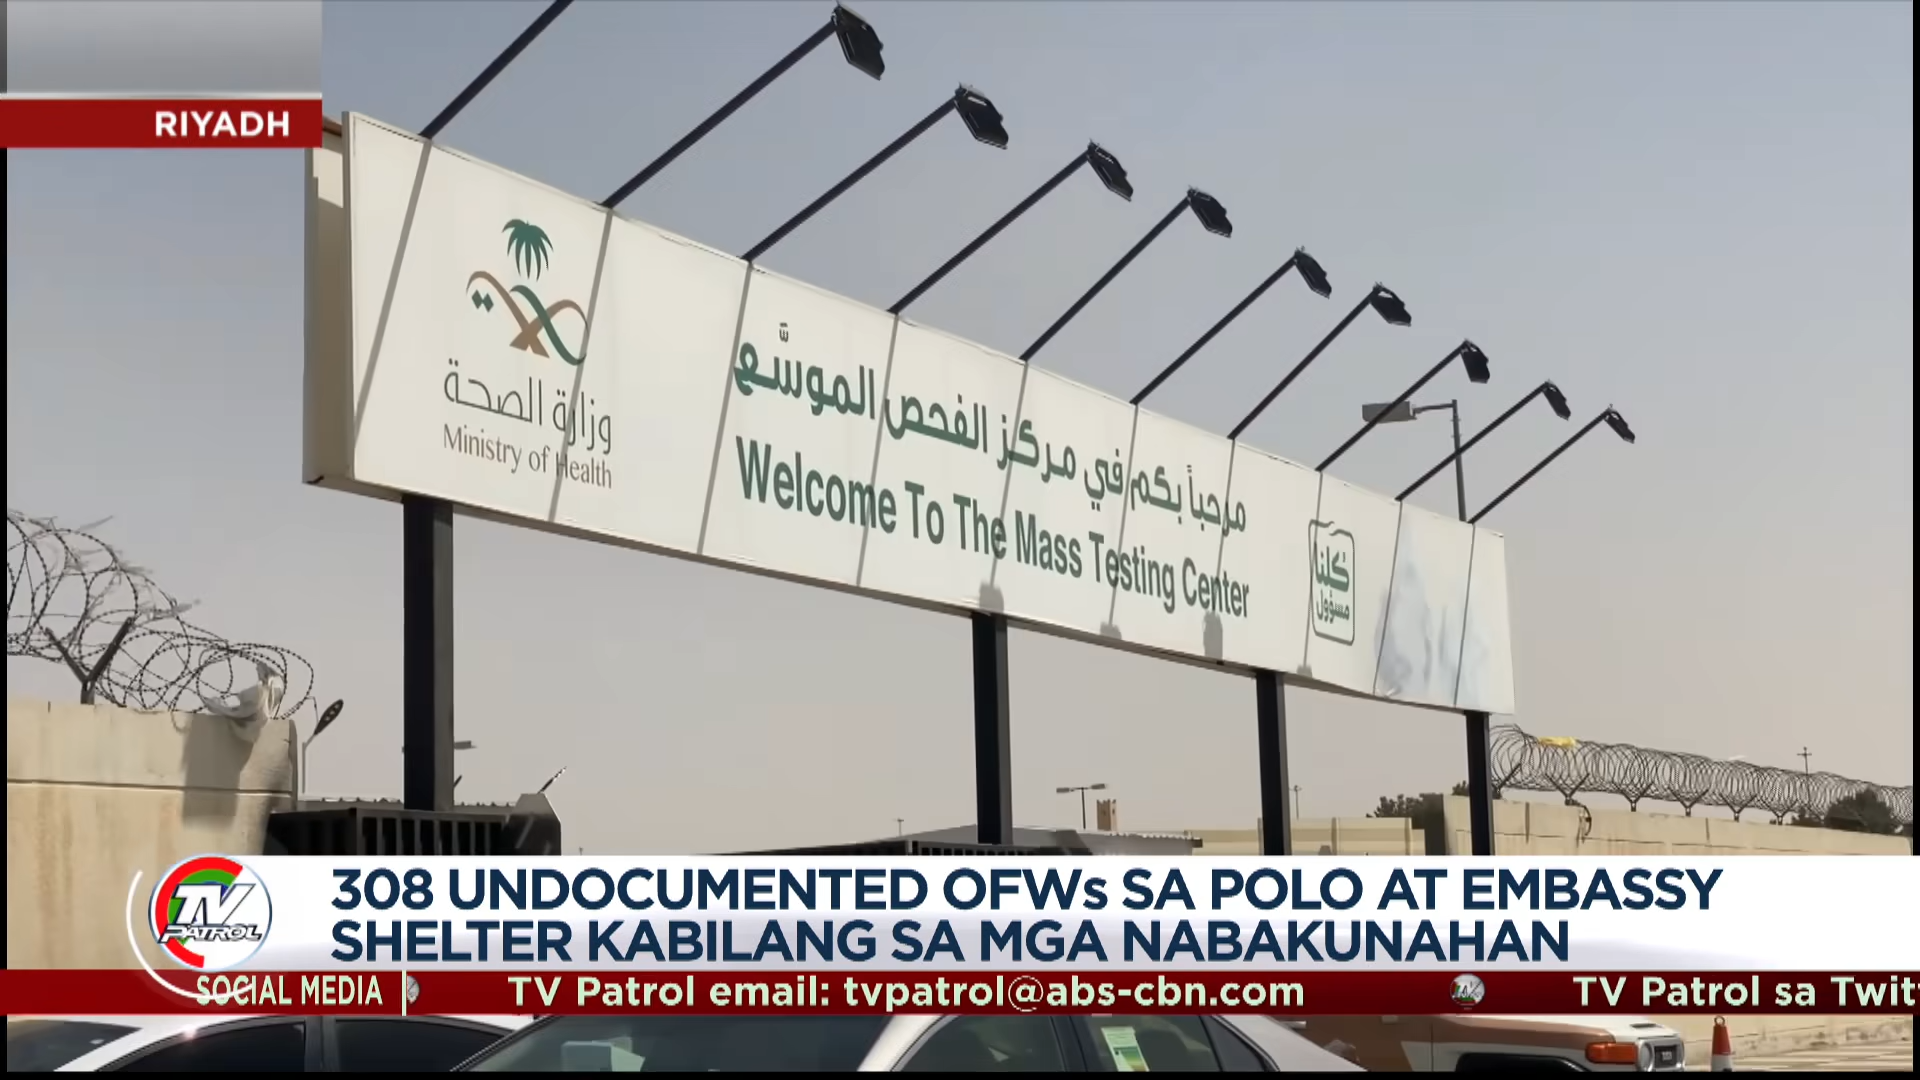 RIYADH
وزارة الصحة
Ministry of Health
مرحباً بكم في مركز الفحص الموسّع
Welcome To The Mass Testing Center
كلنا
مسؤول
TV
PATROL
308 UNDOCUMENTED OFWs SA POLO AT EMBASSY
SHELTER KABILANG SA MGA NABAKUNAHAN
SOCIAL MEDIA | TV Patrol email: tvpatrol@abs-cbn.com TV Patrol sa Twit